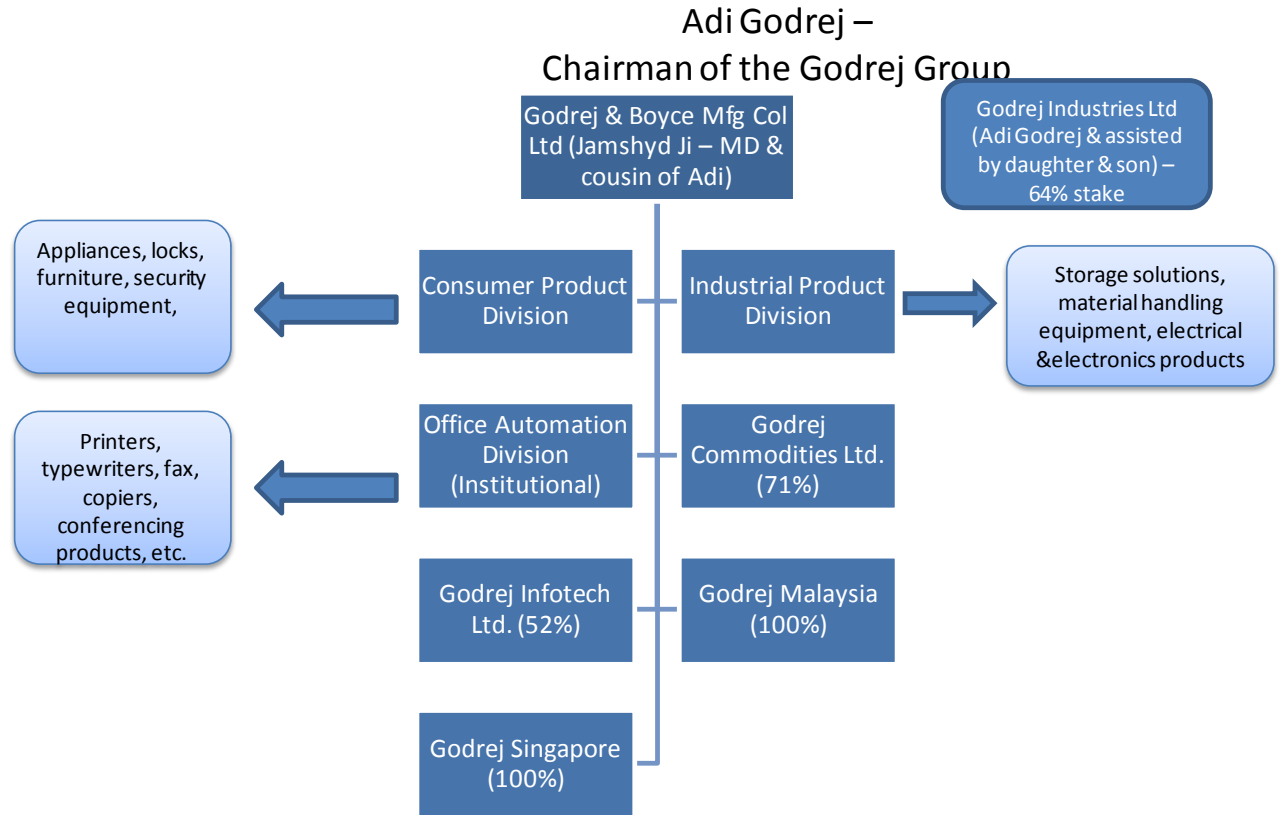 Adi Godrej –
Chairman of the Godrej Group
Godrej & Boyce Mfg Col
Ltd (Jamshyd Ji – MD &
cousin of Adi)
Godrej Industries Ltd
(Adi Godrej & assisted
by daughter & son) –
64% stake
Appliances, locks,
furniture, security
equipment,
Consumer Product
Division
Industrial Product
Division
Storage solutions,
material handling
equipment, electrical
&electronics products
Printers,
typewriters, fax,
copiers,
conferencing
products, etc.
Office Automation
Division
(Institutional)
Godrej
Commodities Ltd.
(71%)
Godrej Infotech
Ltd. (52%)
Godrej Malaysia
(100%)
Godrej Singapore
(100%)